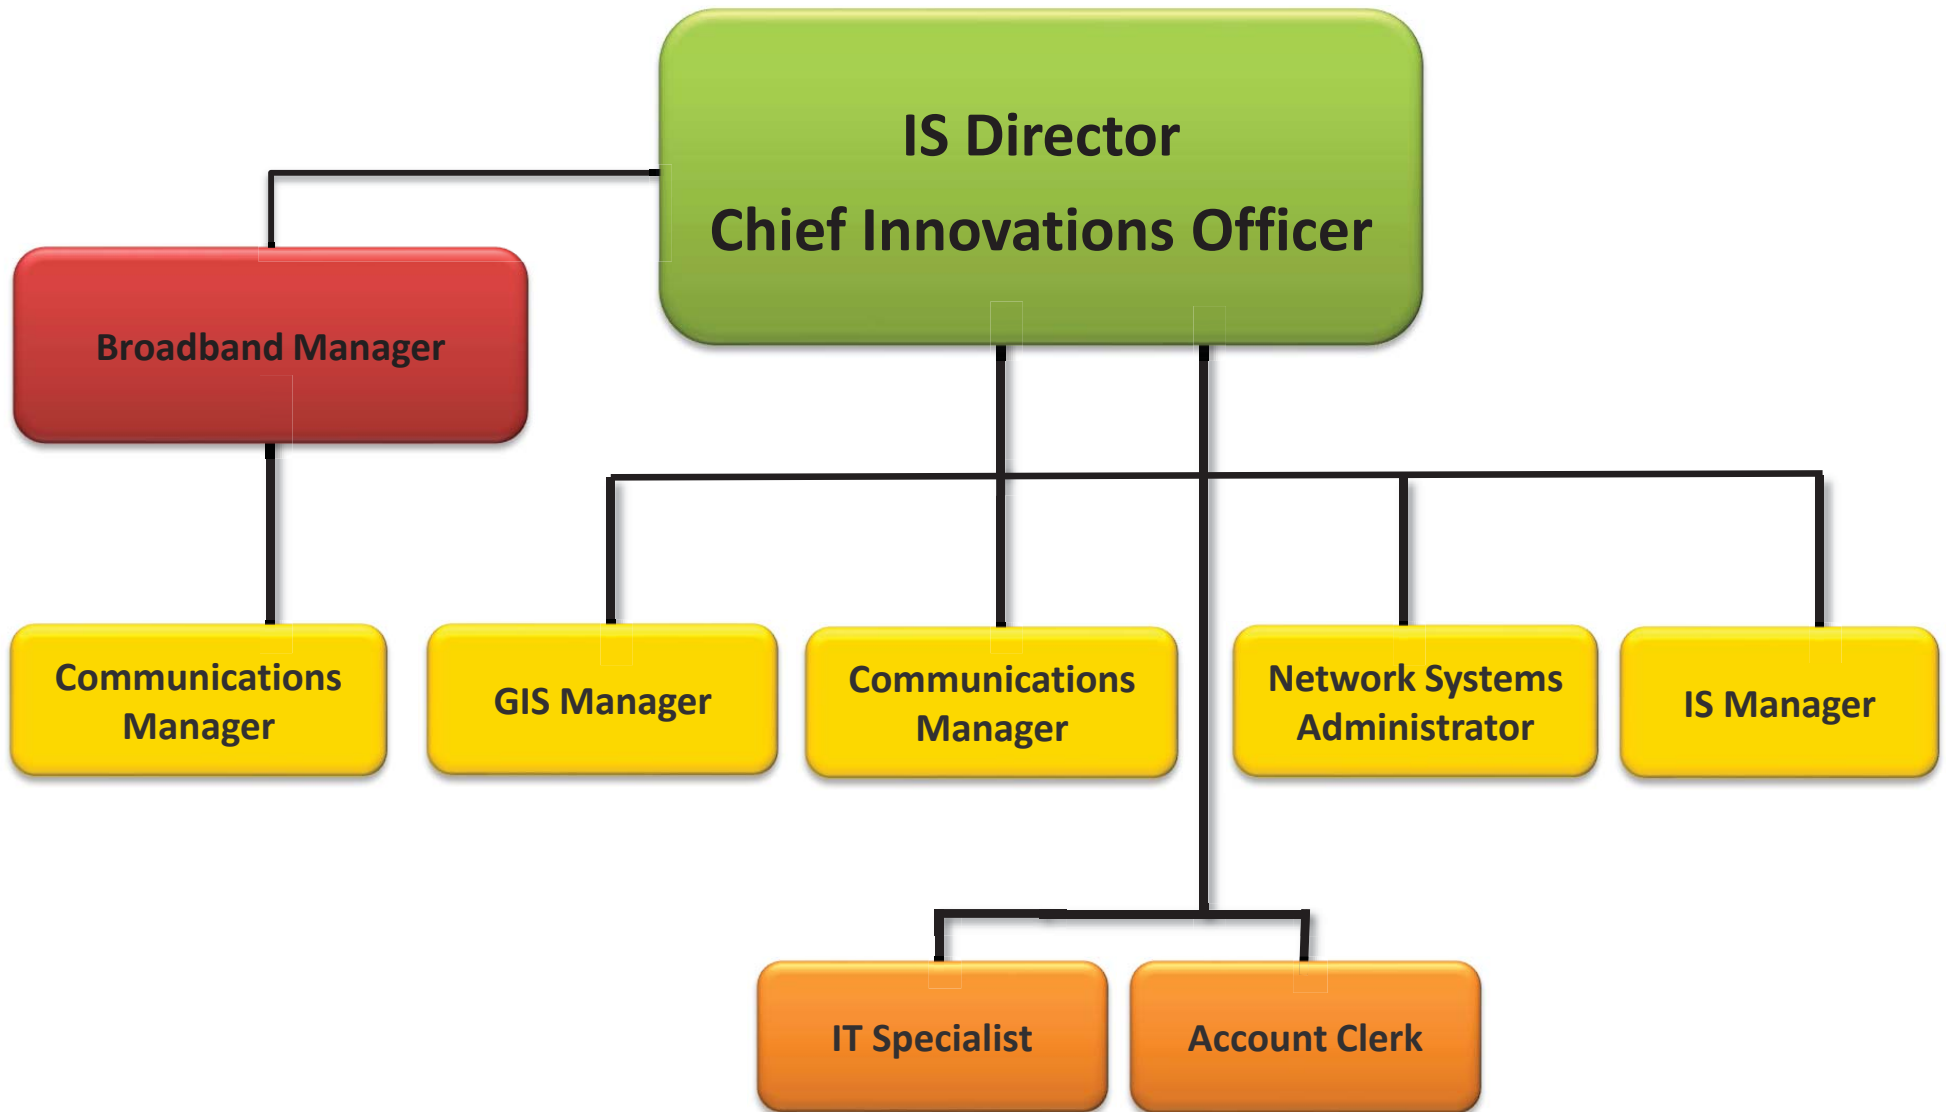 IS Director
Chief Innovations Officer
Broadband Manager
Communications
Manager
GIS Manager
Communications
Manager
Network Systems
Administrator
IS Manager
IT Specialist
Account Clerk